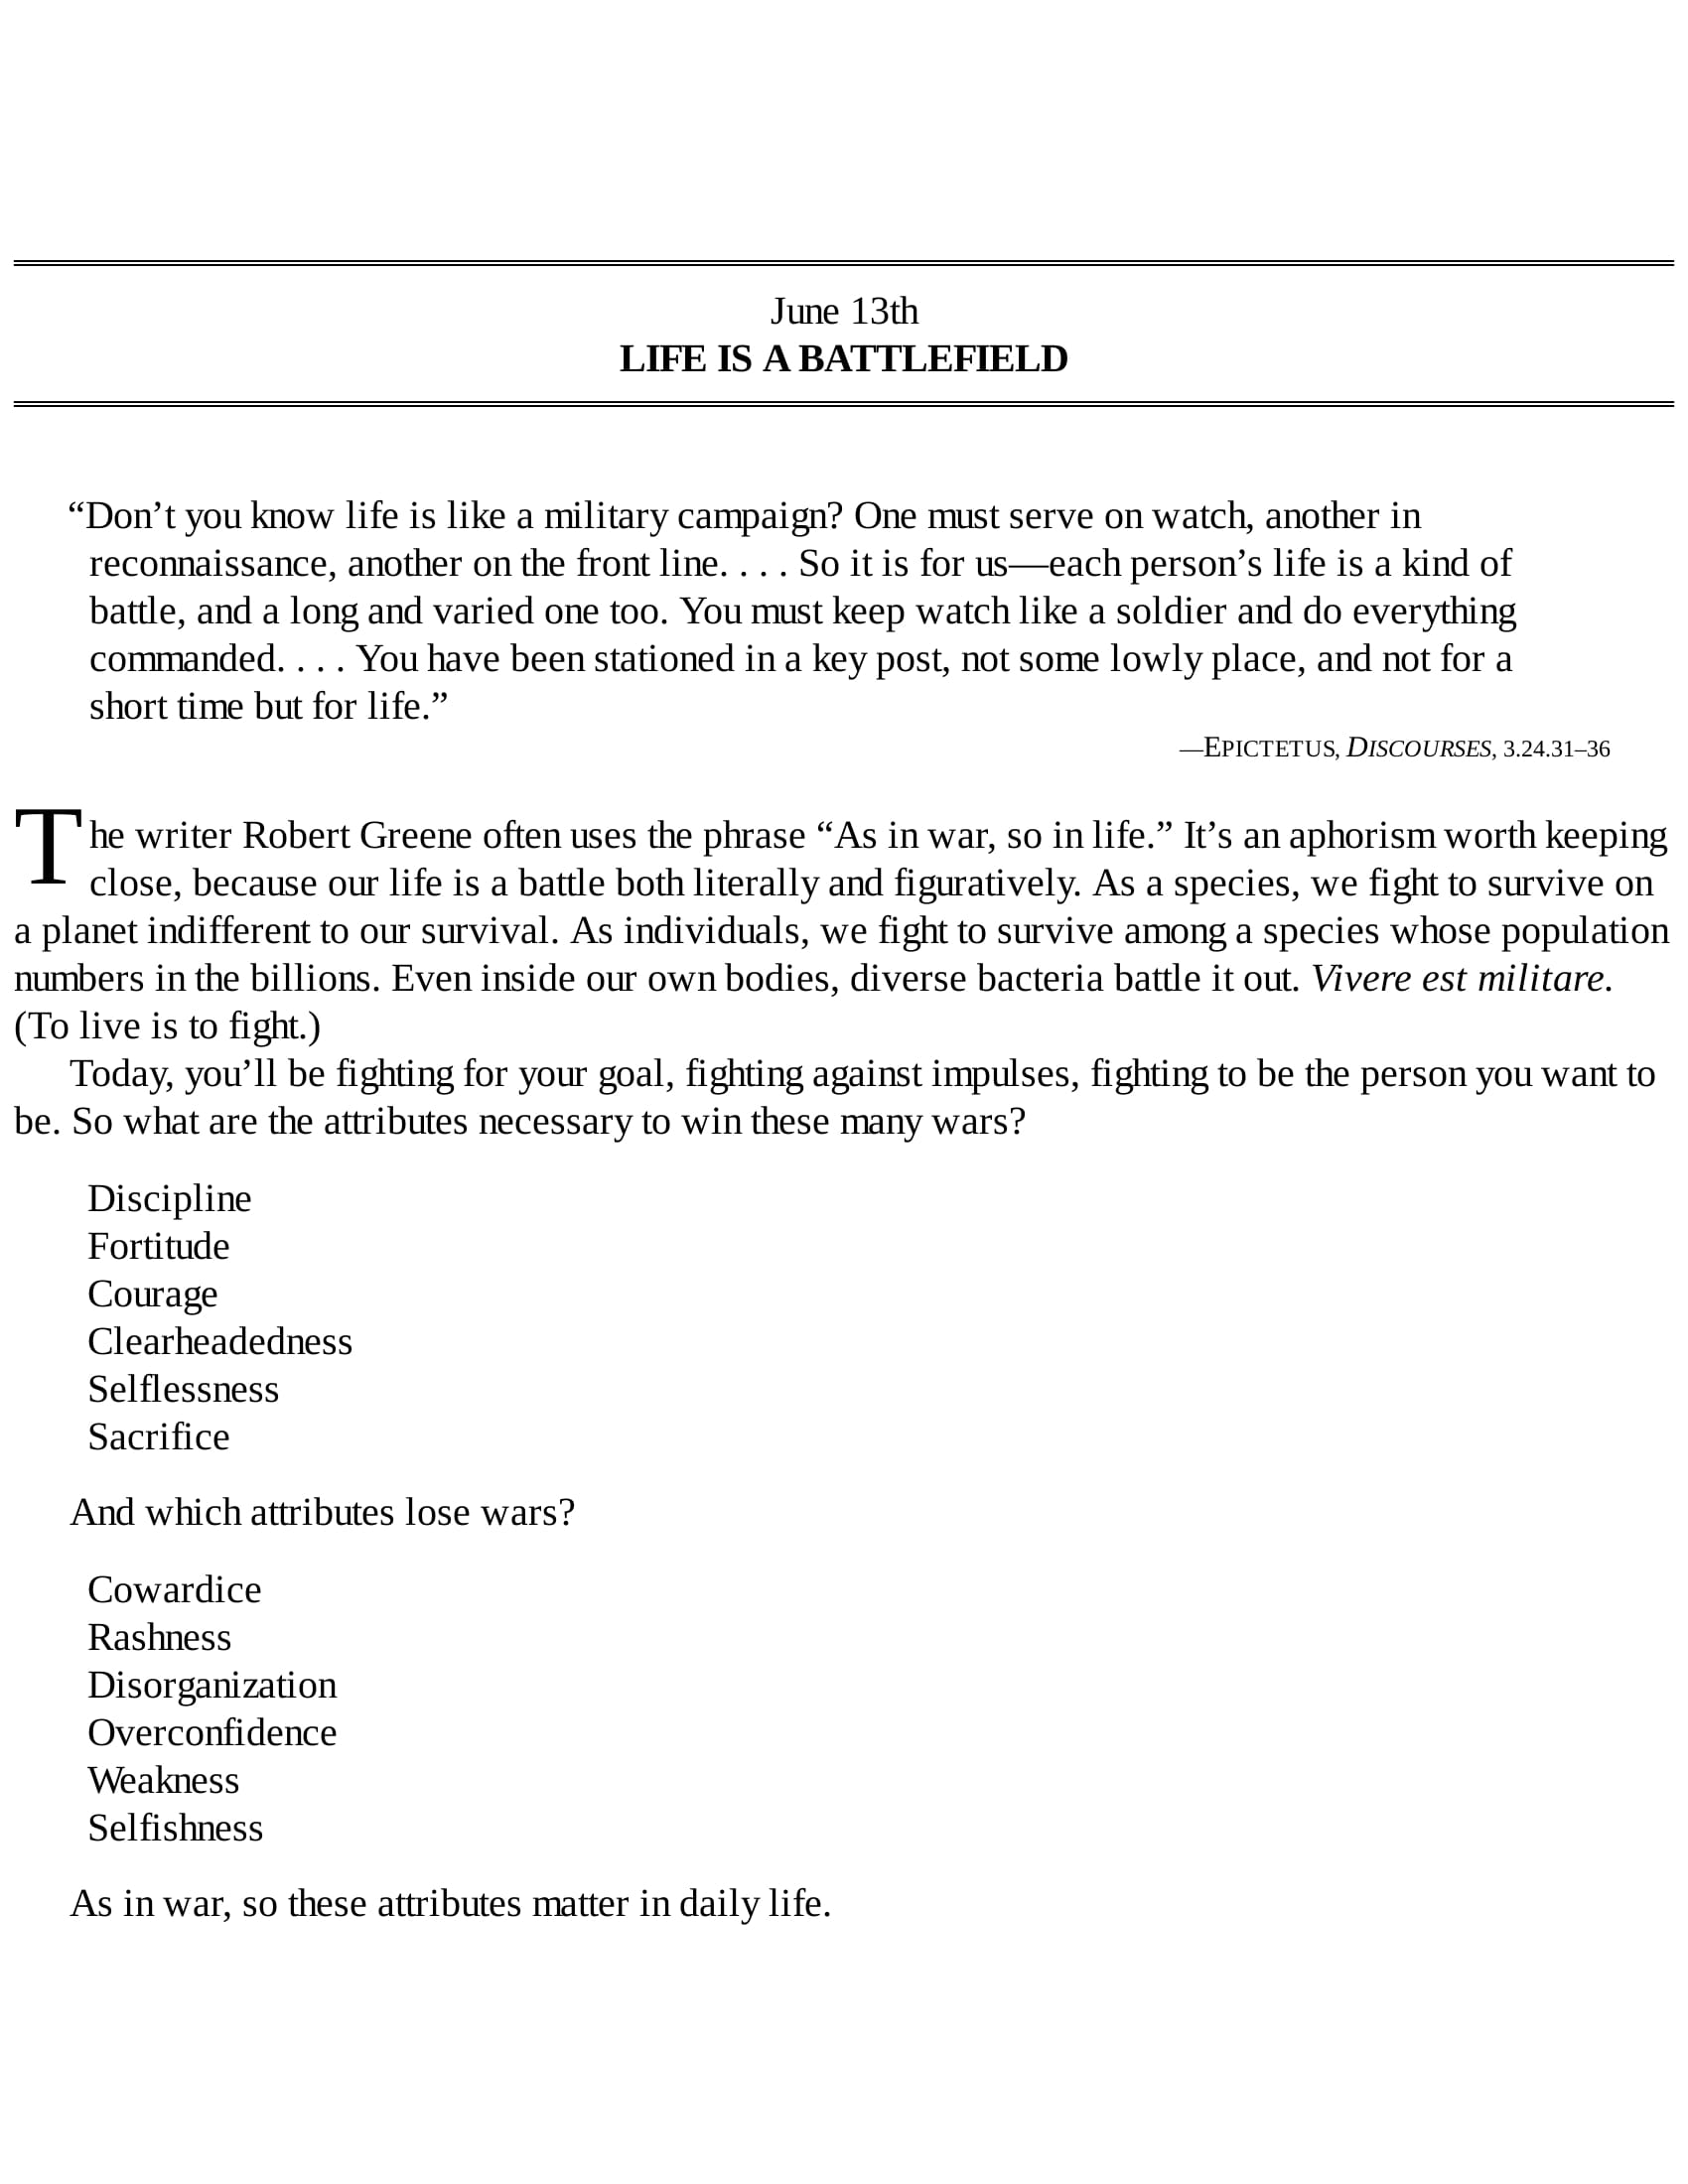 June 13th
LIFE IS A BATTLEFIELD
“Don’t you know life is like a military campaign? One must serve on watch, another in
reconnaissance, another on the front line. . . . So it is for us—each person’s life is a kind of
battle, and a long and varied one too. You must keep watch like a soldier and do everything
commanded. . . . You have been stationed in a key post, not some lowly place, and not for a
short time but for life.”
—EPICTETUS, DISCOURSES, 3.24.31–36
The writer Robert Greene often uses the phrase “As in war, so in life.” It’s an aphorism worth keeping
close, because our life is a battle both literally and figuratively. As a species, we fight to survive on
a planet indifferent to our survival. As individuals, we fight to survive among a species whose population
numbers in the billions. Even inside our own bodies, diverse bacteria battle it out. Vivere est militare.
(To live is to fight.)
Today, you’ll be fighting for your goal, fighting against impulses, fighting to be the person you want to
be. So what are the attributes necessary to win these many wars?
Discipline
Fortitude
Courage
Clearheadedness
Selflessness
Sacrifice
And which attributes lose wars?
Cowardice
Rashness
Disorganization
Overconfidence
Weakness
Selfishness
As in war, so these attributes matter in daily life.